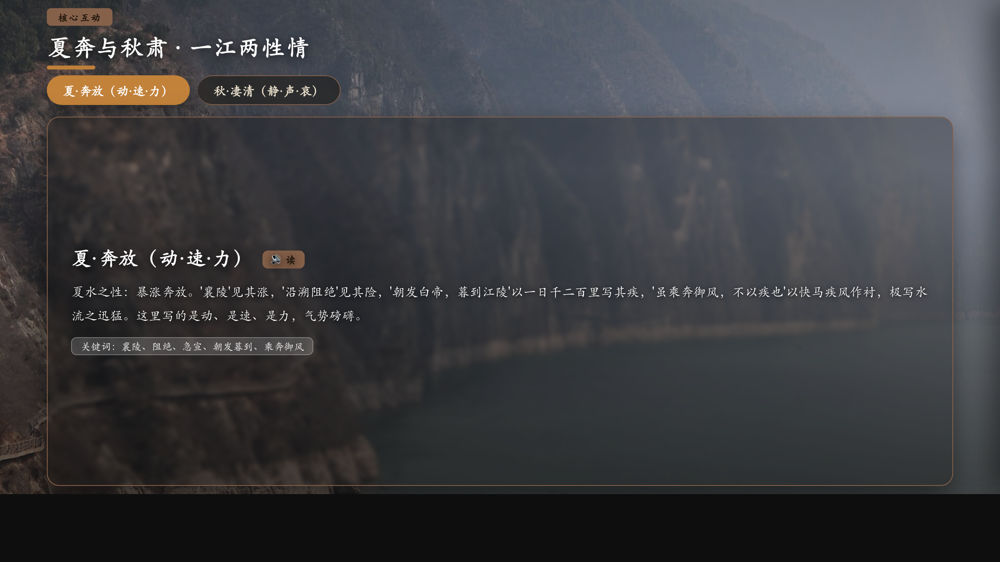 核心互动
夏奔与秋肃 · 一江两性情
夏·奔放（动·速·力）
秋·凄清（静·声·哀）
夏·奔放（动·速·力）
🔊 读
夏水之性：暴涨奔放。'襄陵'见其涨，'沿溯阻绝'见其险，'朝发白帝，暮到江陵'以一日千二百里写其疾，'虽乘奔御风，不以疾也'以快马疾风作衬，极写水
流之迅猛。这里写的是动、是速、是力，气势磅礴。
关键词：襄陵、阻绝、急宣、朝发暮到、乘奔御风